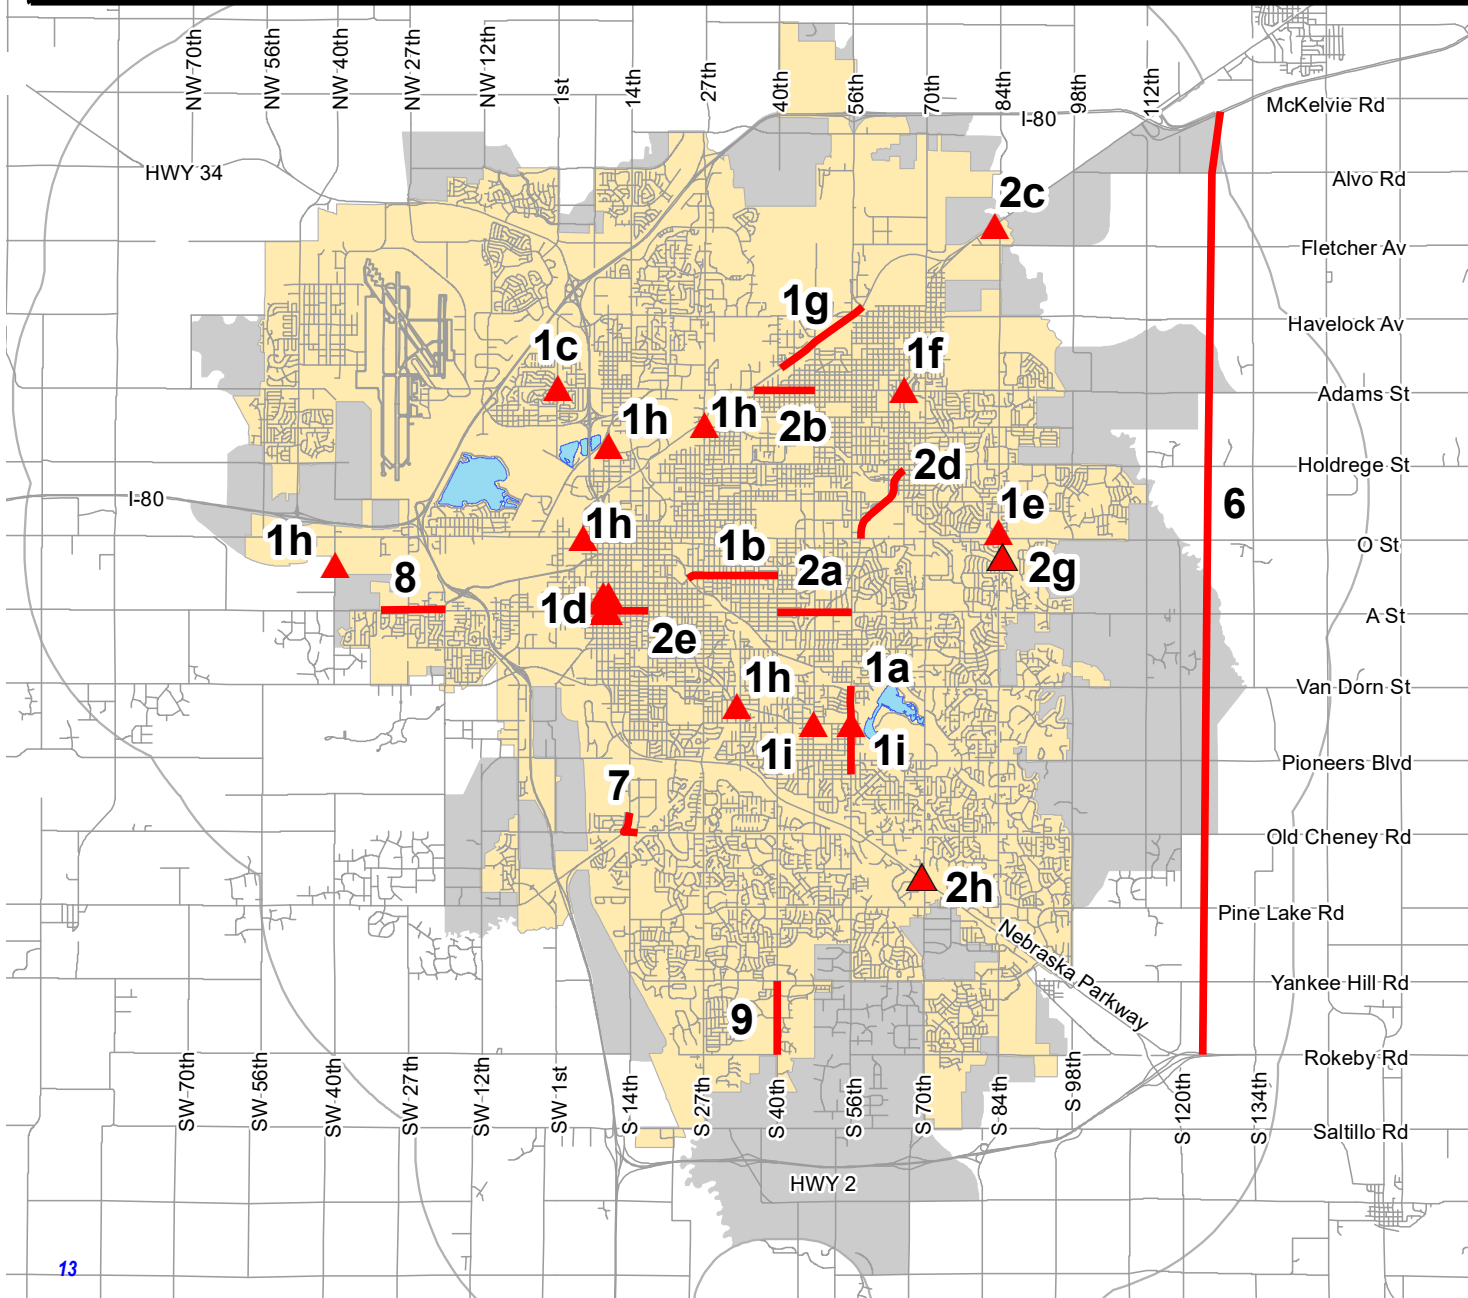 NW 70th
NW 56th
NW 40th
NW 27th
NW 12th
1st
14th
27th
40th
56th
70th
84th
98th
112th
I-80
McKelvie Rd
HWY 34
Alvo Rd
2c
Fletcher Av
1g
Havelock Av
1c
1f
Adams St
1h
1h
2b
2d
Holdrege St
I-80
1e
6
1h
1h
1b
O St
8
2a
2g
1d
A St
2e
1a
1h
Van Dorn St
1i
1i
Pioneers Blvd
7
Old Cheney Rd
2h
Pine Lake Rd
Nebraska Parkway
Yankee Hill Rd
9
Rokeby Rd
SW 70th
SW 56th
SW 40th
SW 27th
SW 12th
SW 1st
S 14th
S 27th
S 40th
S 56th
S 70th
S 84th
S 98th
S 120th
S 134th
Saltillo Rd
HWY 2
13